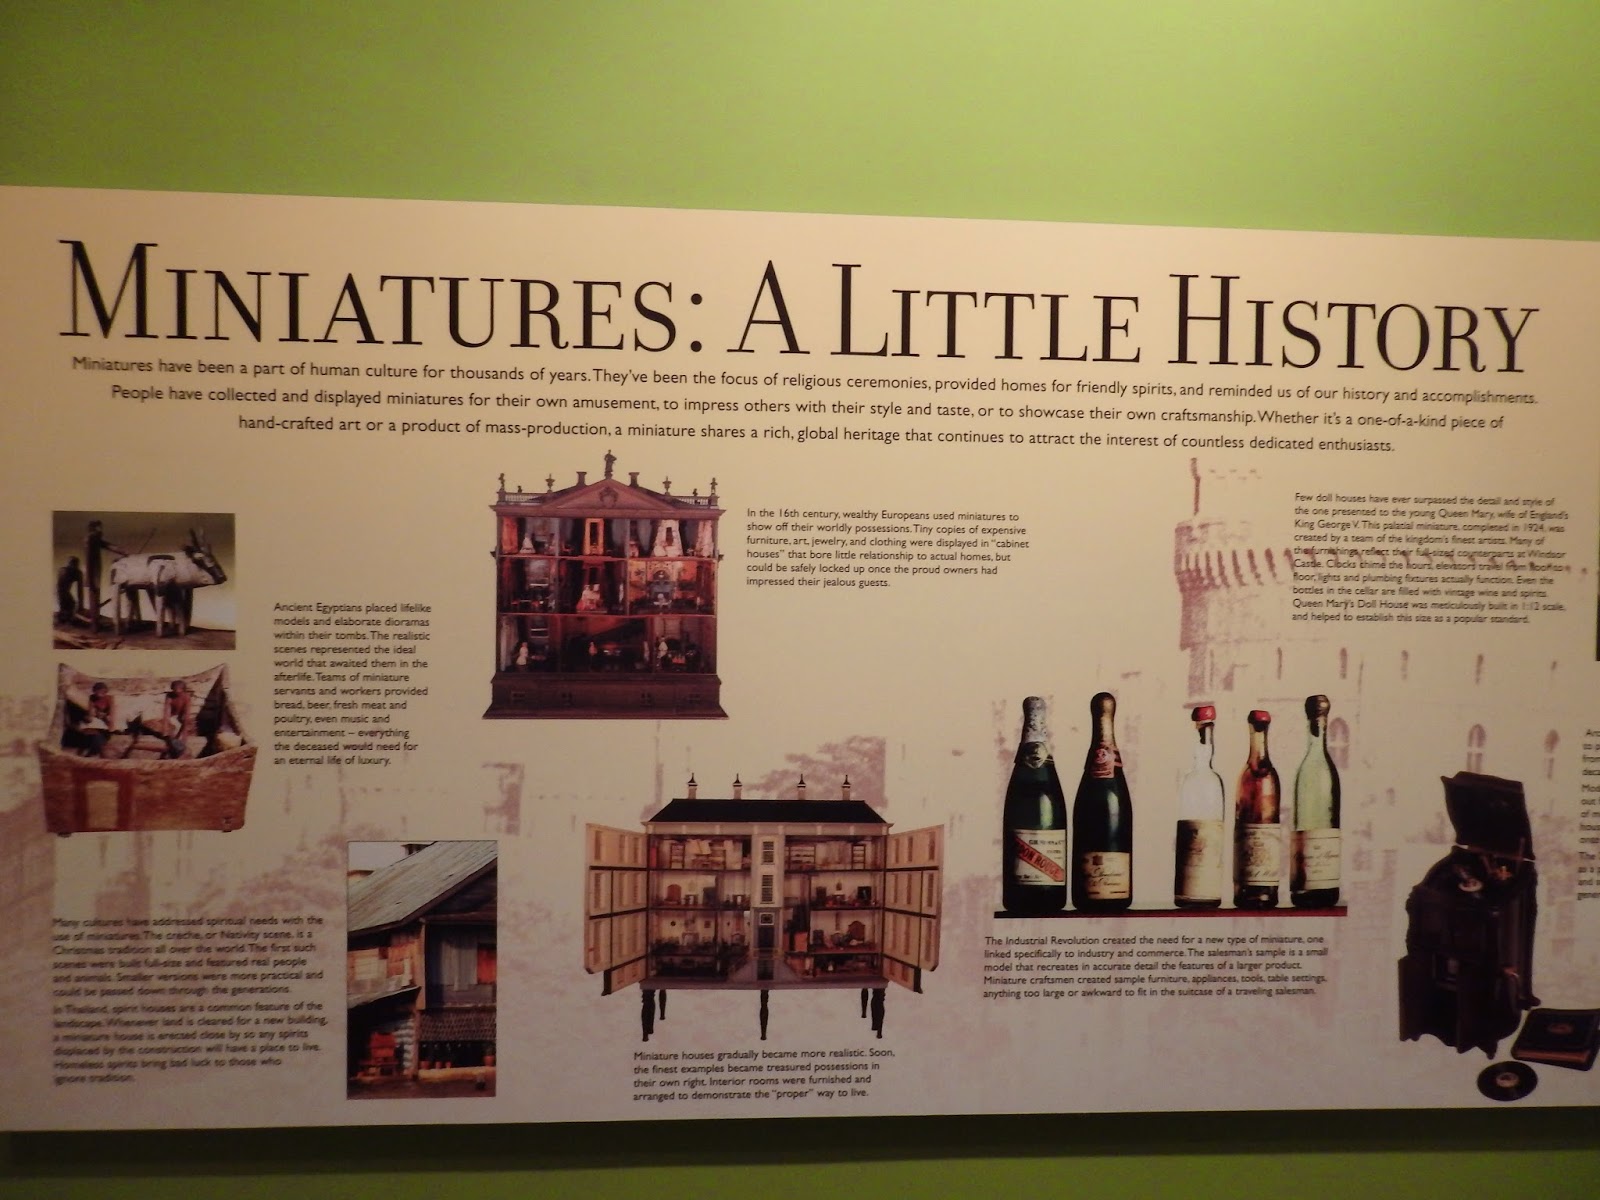 MINIATURES: A LITTLE HISTORY
Miniatures have been a part of human culture for thousands of years. They've been the focus of religious ceremonies, provided homes for friendly spirits, and reminded us of our history and accomplishments.
People have collected and displayed miniatures for their own amusement, to impress others with their style and taste, or to showcase their own craftsmanship. Whether it's a one-of-a-kind piece of
hand-crafted art or a product of mass-production, a miniature shares a rich, global heritage that continues to attract the interest of countless dedicated enthusiasts.
Ancient Egyptians placed lifelike
models and elaborate dioramas
within their tombs. The realistic
scenes represented the ideal
world that awaited them in the
afterlife. Teams of miniature
servants and workers provided
bread, beer, fresh meat and
poultry, even music and
entertainment – everything
the deceased would need for
an eternal life of luxury.
Many cultures have addressed spiritual needs with the
use of miniatures. The creche, or Nativity scene, is a
Christmas tradition all over the world. The first such
scenes were built full-size and featured real people
and animals. Smaller versions were more practical and
could be passed down through the generations.
In Thailand, spirit houses are a common feature of the
landscape. Whenever land is cleared for a new building,
a miniature house is erected close by so any spirits
displaced by the construction will have a place to live.
Homeless spirits bring bad luck to those who
ignore tradition.
In the 16th century, wealthy Europeans used miniatures to
show off their worldly possessions. Tiny copies of expensive
furniture, art, jewelry, and clothing were displayed in "cabinet
houses" that bore little relationship to actual homes, but
could be safely locked up once the proud owners had
impressed their jealous guests.
Miniature houses gradually became more realistic. Soon,
the finest examples became treasured possessions in
their own right. Interior rooms were furnished and
arranged to demonstrate the "proper" way to live.
Few doll houses have ever surpassed the detail and style of
the one presented to the young Queen Mary, wife of England's
King George V. This palatial miniature, completed in 1924, was
created by a team of the kingdom's finest artists. Many of
the furnishings reflect their full-sized counterparts at Windsor
Castle. Clocks chime the hours, elevators travel from floor to
floor, lights and plumbing fixtures actually function. Even the
bottles in the cellar are filled with vintage wine and spirits.
Queen Mary's Doll House was meticulously built in 1:12 scale,
and helped to establish this size as a popular standard.
The Industrial Revolution created the need for a new type of miniature, one
linked specifically to industry and commerce. The salesman's sample is a small
model that recreates in accurate detail the features of a larger product.
Miniature craftsmen created sample furniture, appliances, tools, table settings,
anything too large or awkward to fit in the suitcase of a traveling salesman.